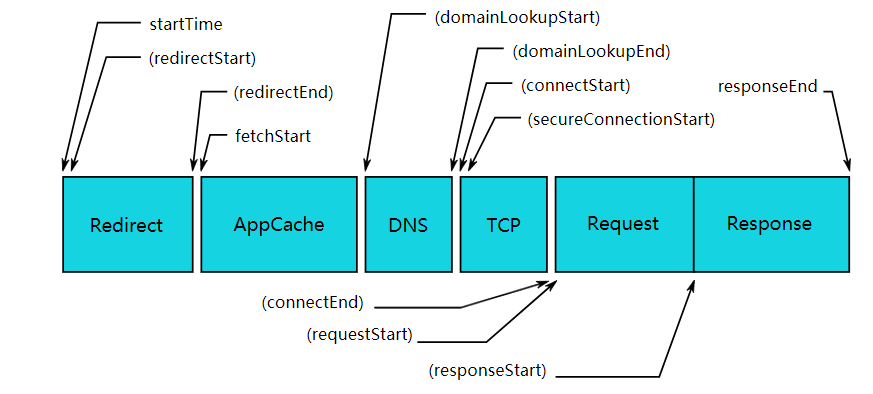 startTime
(redirectStart)
(redirectEnd)
fetchStart
(domainLookupStart)
(domainLookupEnd)
(connectStart)
(secureConnectionStart)
responseEnd
Redirect
AppCache
DNS
TCP
Request
Response
(connectEnd)
(requestStart)
(responseStart)